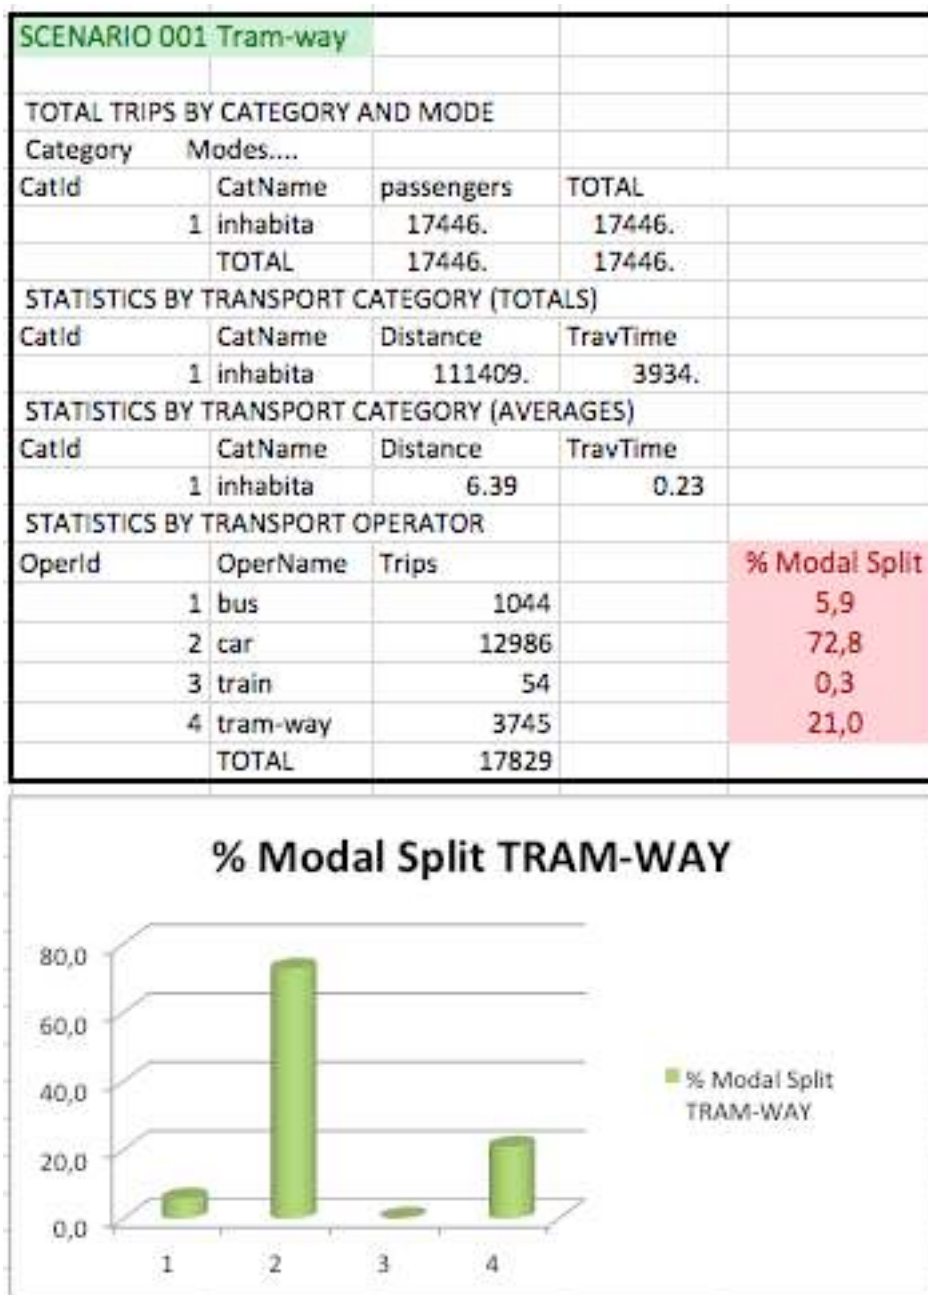 SCENARIO 001 Tram-way
TOTAL TRIPS BY CATEGORY AND MODE
Category Modes....
CatId CatName passengers TOTAL
1 inhabita 17446. 17446.
TOTAL 17446. 17446.
STATISTICS BY TRANSPORT CATEGORY (TOTALS)
CatId CatName Distance TravTime
1 inhabita 111409. 3934.
STATISTICS BY TRANSPORT CATEGORY (AVERAGES)
CatId CatName Distance TravTime
1 inhabita 6.39 0.23
STATISTICS BY TRANSPORT OPERATOR
OperId OperName Trips % Modal Split
1 bus 1044 5,9
2 car 12986 72,8
3 train 54 0,3
4 tram-way 3745 21,0
TOTAL 17829
% Modal Split TRAM-WAY
80,0
60,0
40,0
20,0
0,0
1 2 3 4
% Modal Split
TRAM-WAY